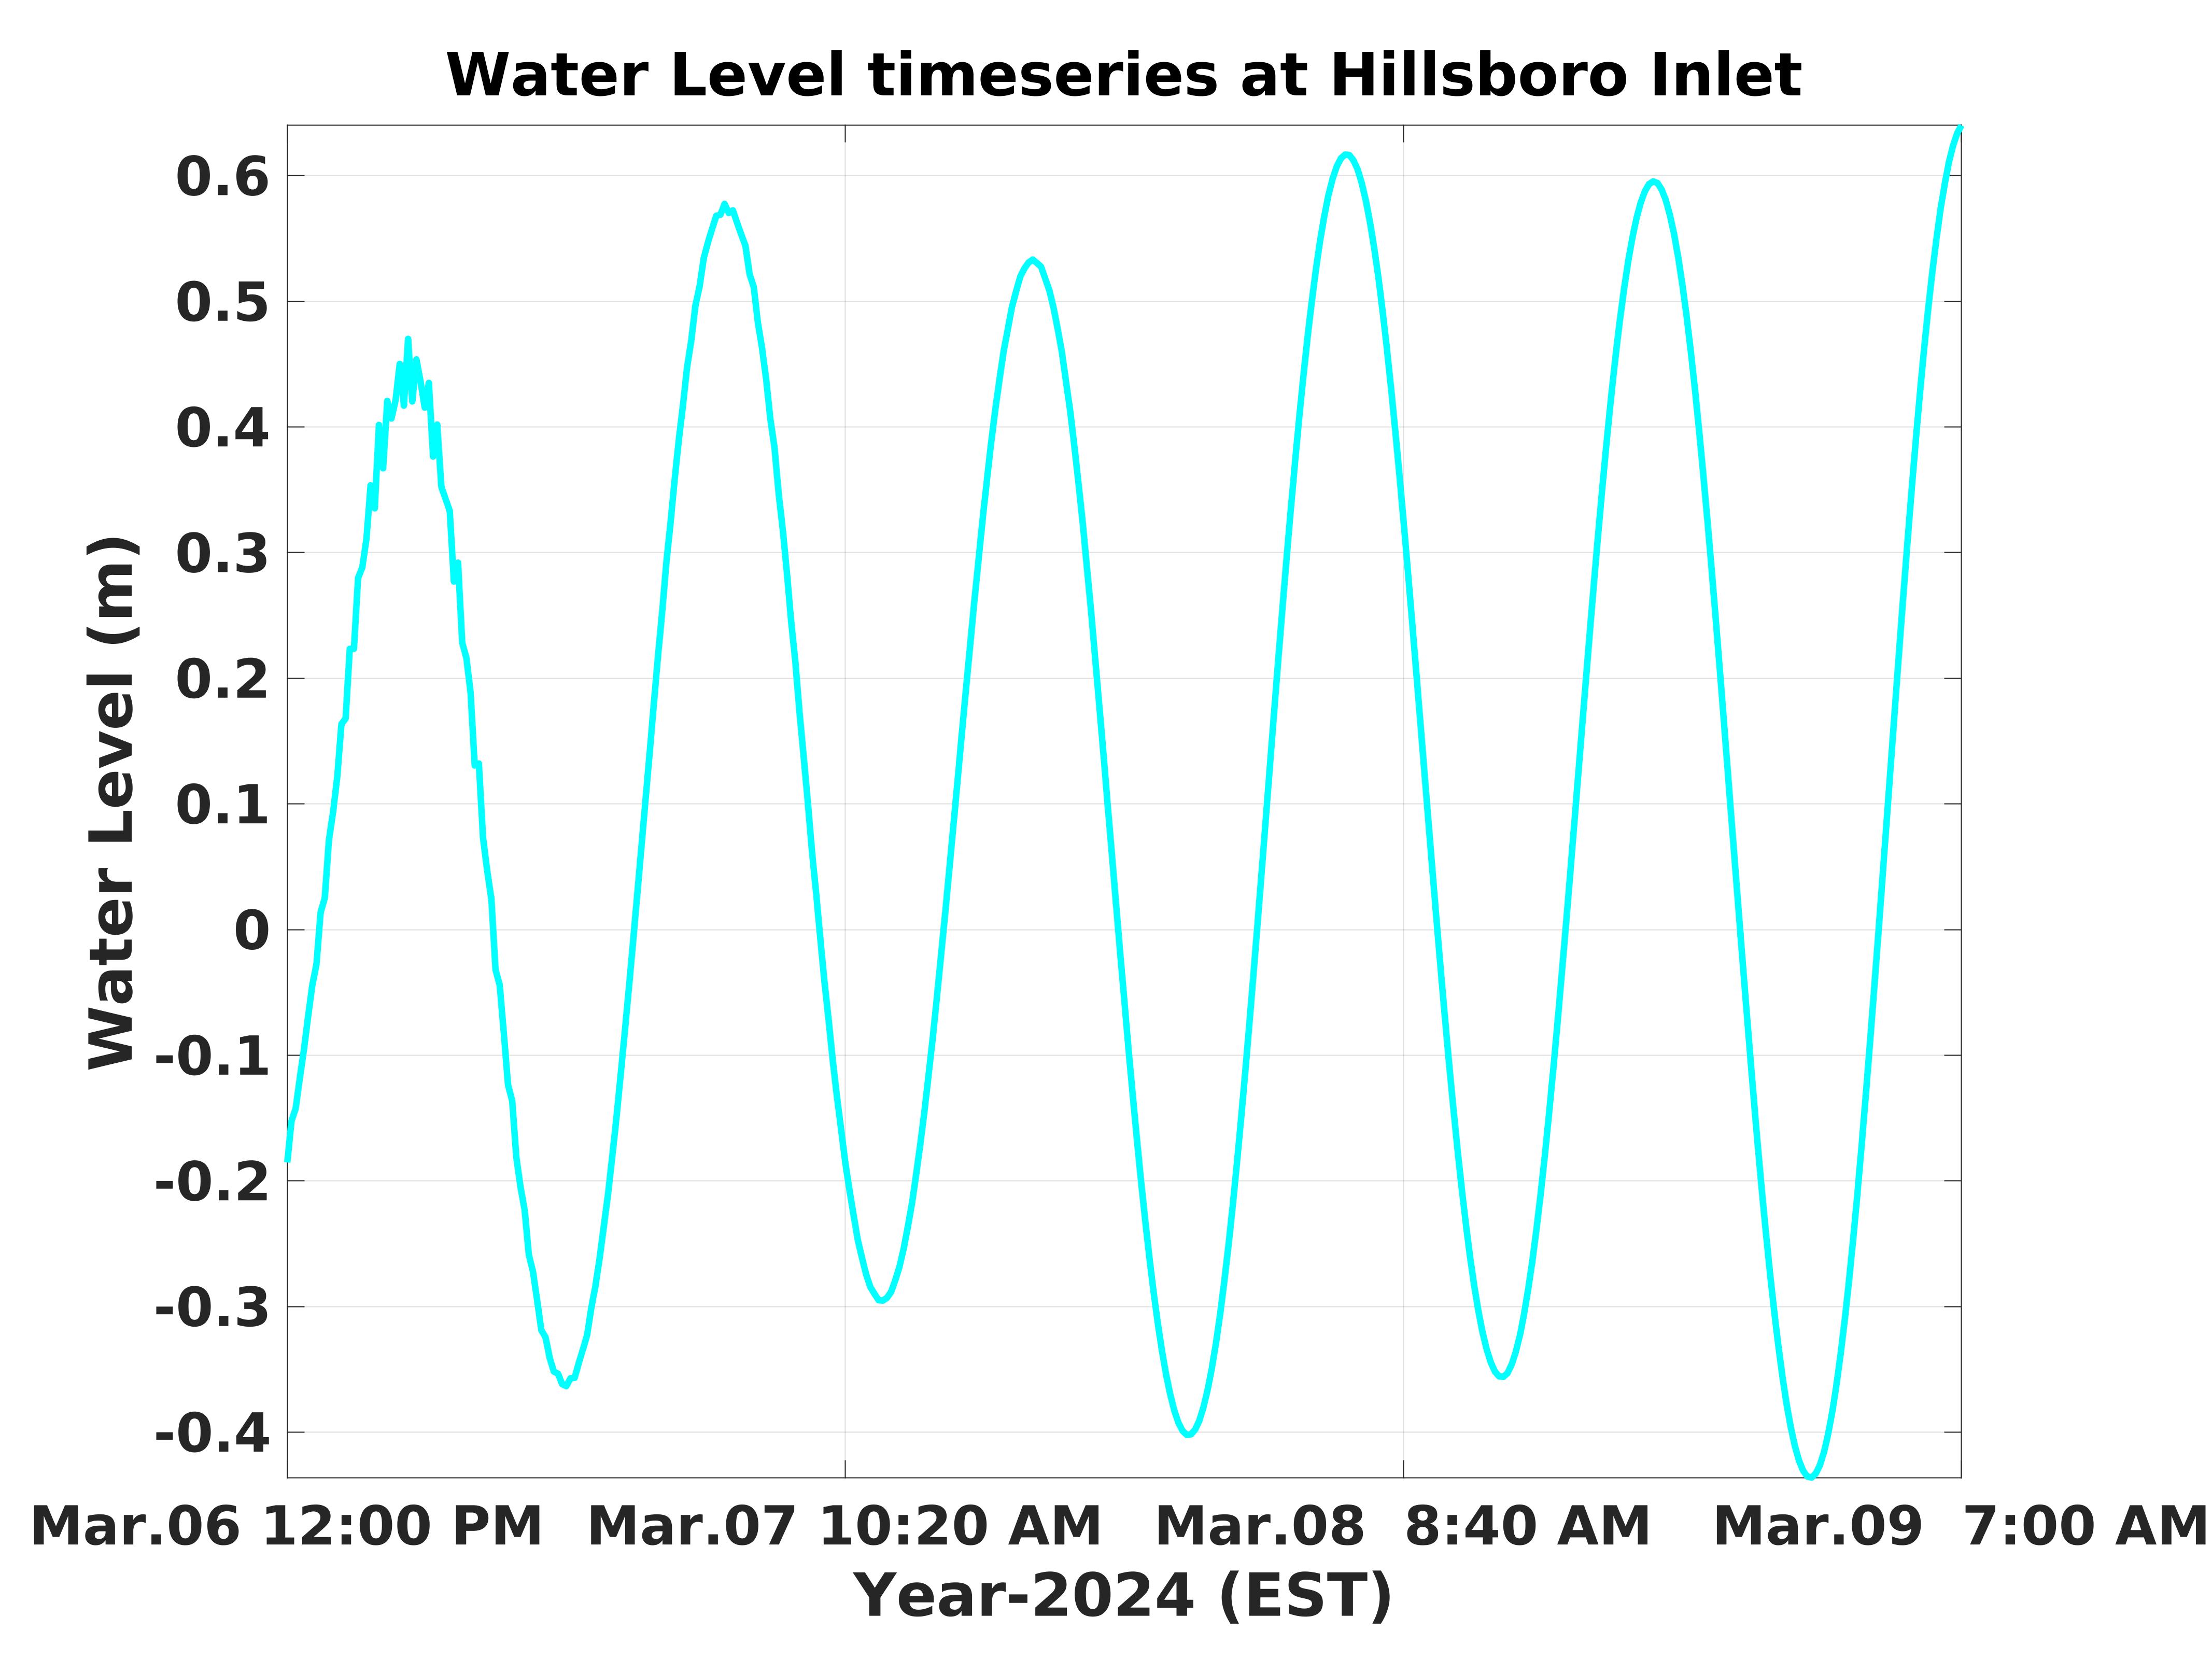 Water Level timeseries at Hillsboro Inlet
0.6
0.5
0.4
0.3
0.2
0.1
0
-0.1
-0.2
-0.3
-0.4
Water Level (m)
Mar.06 12:00 PM Mar.07 10:20 AM Mar.08 8:40 AM Mar.09 7:00 AM
Year-2024 (EST)